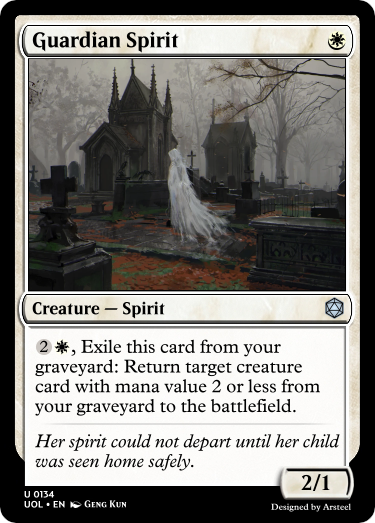 Guardian Spirit
Creature — Spirit
2, Exile this card from your
graveyard: Return target creature
card with mana value 2 or less from
your graveyard to the battlefield.
Her spirit could not depart until her child
was seen home safely.
2/1
U 0134
UOL • EN Geng Kun
Designed by Arsteel